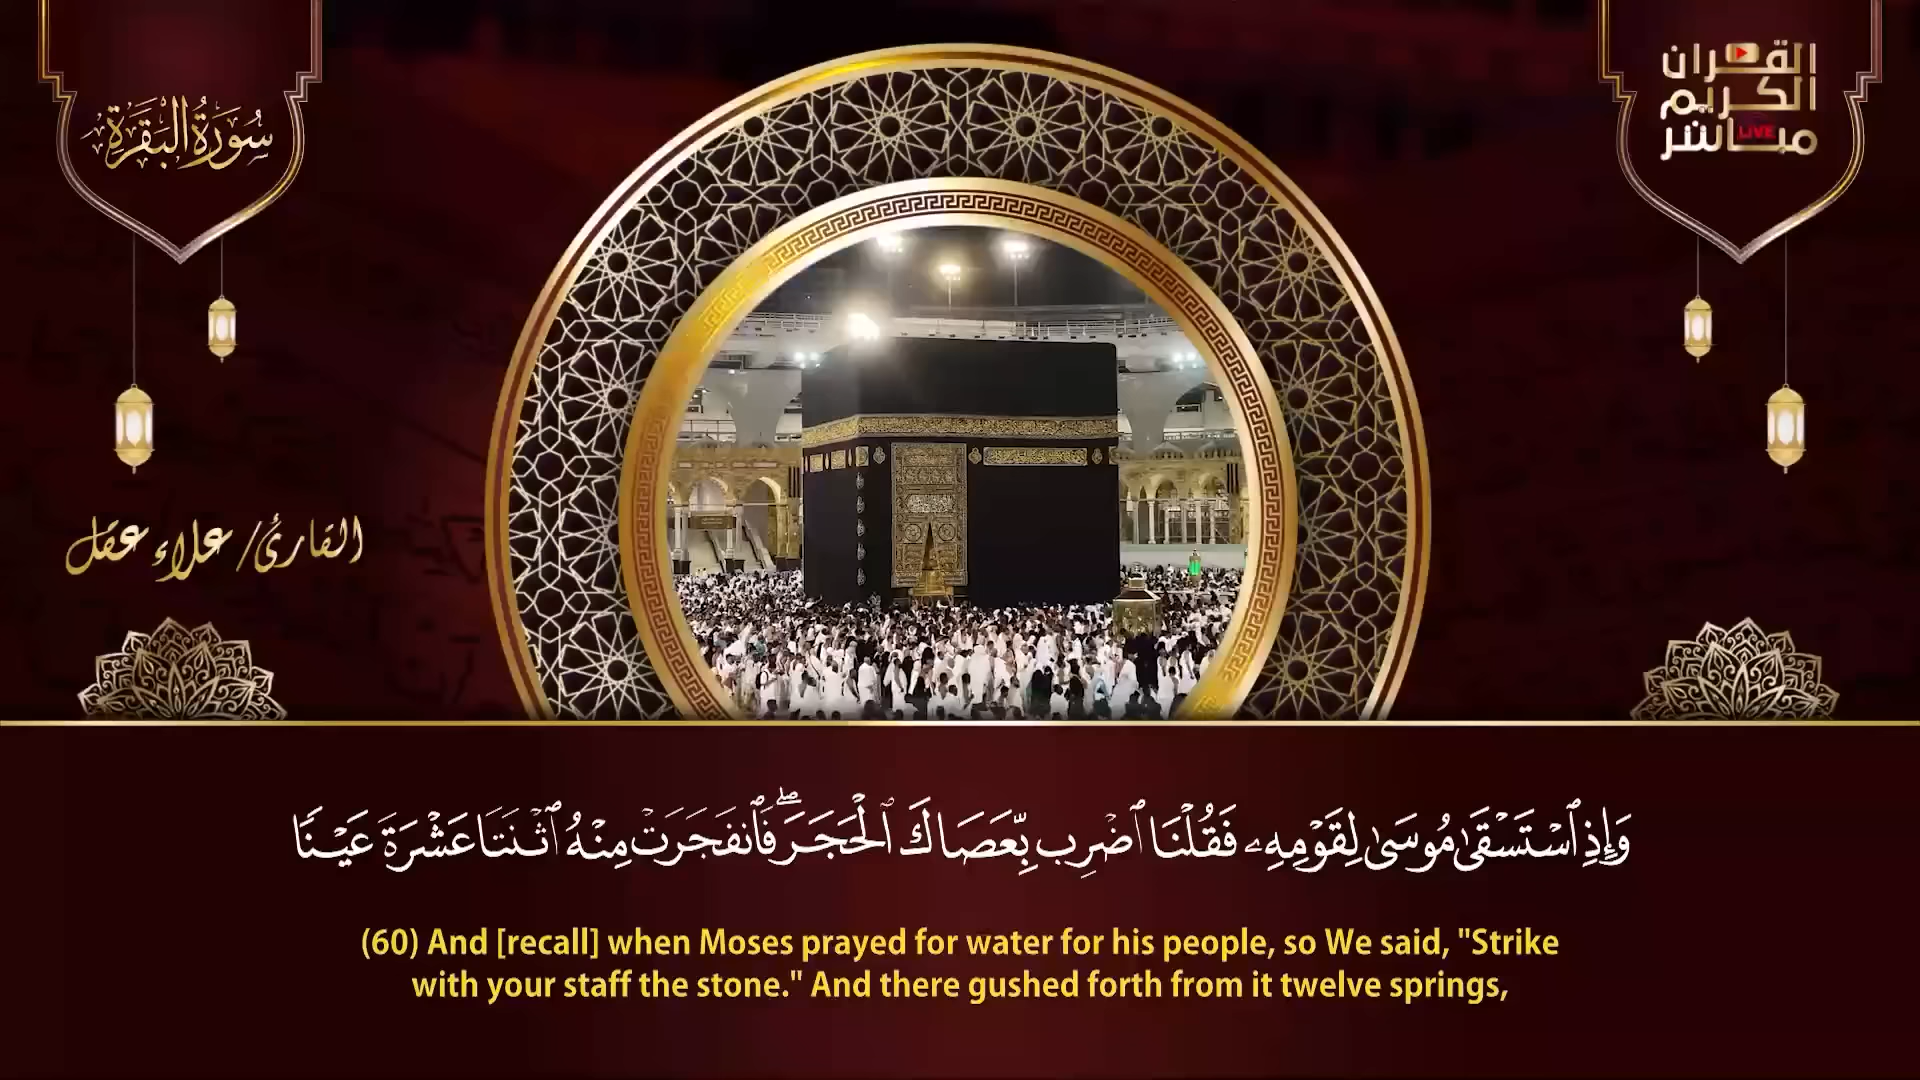 سُورَةُ البَقَرَةِ
القرآن
الكريم
مباشر
LIVE
القارئ/ علاء عقل
وَإِذِ ٱسْتَسْقَىٰ مُوسَىٰ لِقَوْمِهِۦ فَقُلْنَا ٱضْرِب بِّعَصَاكَ ٱلْحَجَرَ ۖ فَٱنفَجَرَتْ مِنْهُ ٱثْنَتَا عَشْرَةَ عَيْنًا
(60) And [recall] when Moses prayed for water for his people, so We said, "Strike
with your staff the stone." And there gushed forth from it twelve springs,